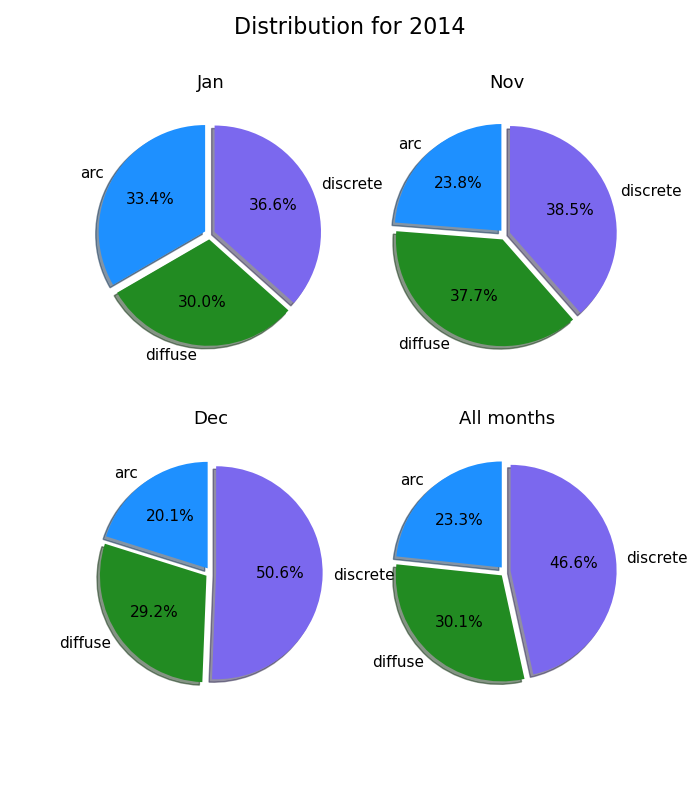 Distribution for 2014
Jan
arc
33.4%
36.6%
discrete
30.0%
diffuse
Nov
arc
23.8%
38.5%
discrete
37.7%
diffuse
Dec
arc
20.1%
50.6%
discrete
29.2%
diffuse
All months
arc
23.3%
46.6%
discrete
30.1%
diffuse